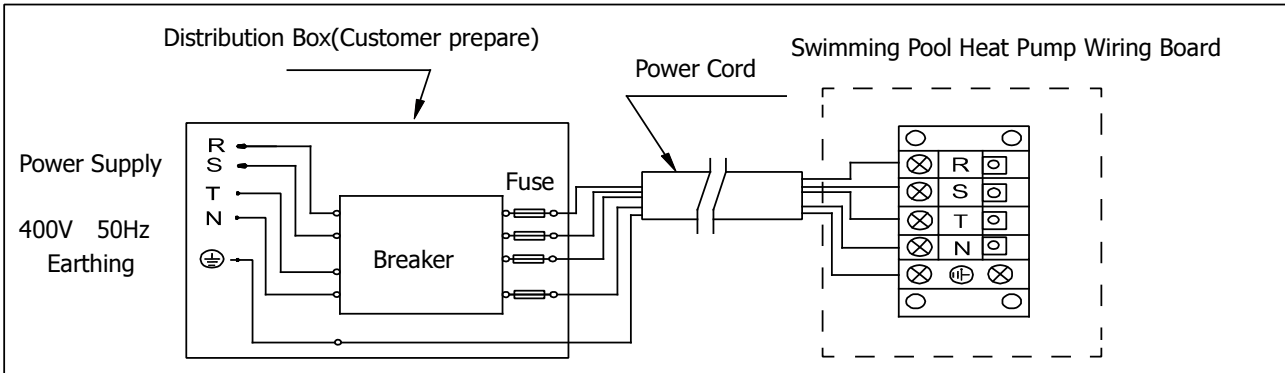 Distribution Box(Customer prepare)
Swimming Pool Heat Pump Wiring Board
Power Cord
Power Supply
400V 50Hz
Earthing
R
S
T
N
Fuse
Breaker
R
S
T
N